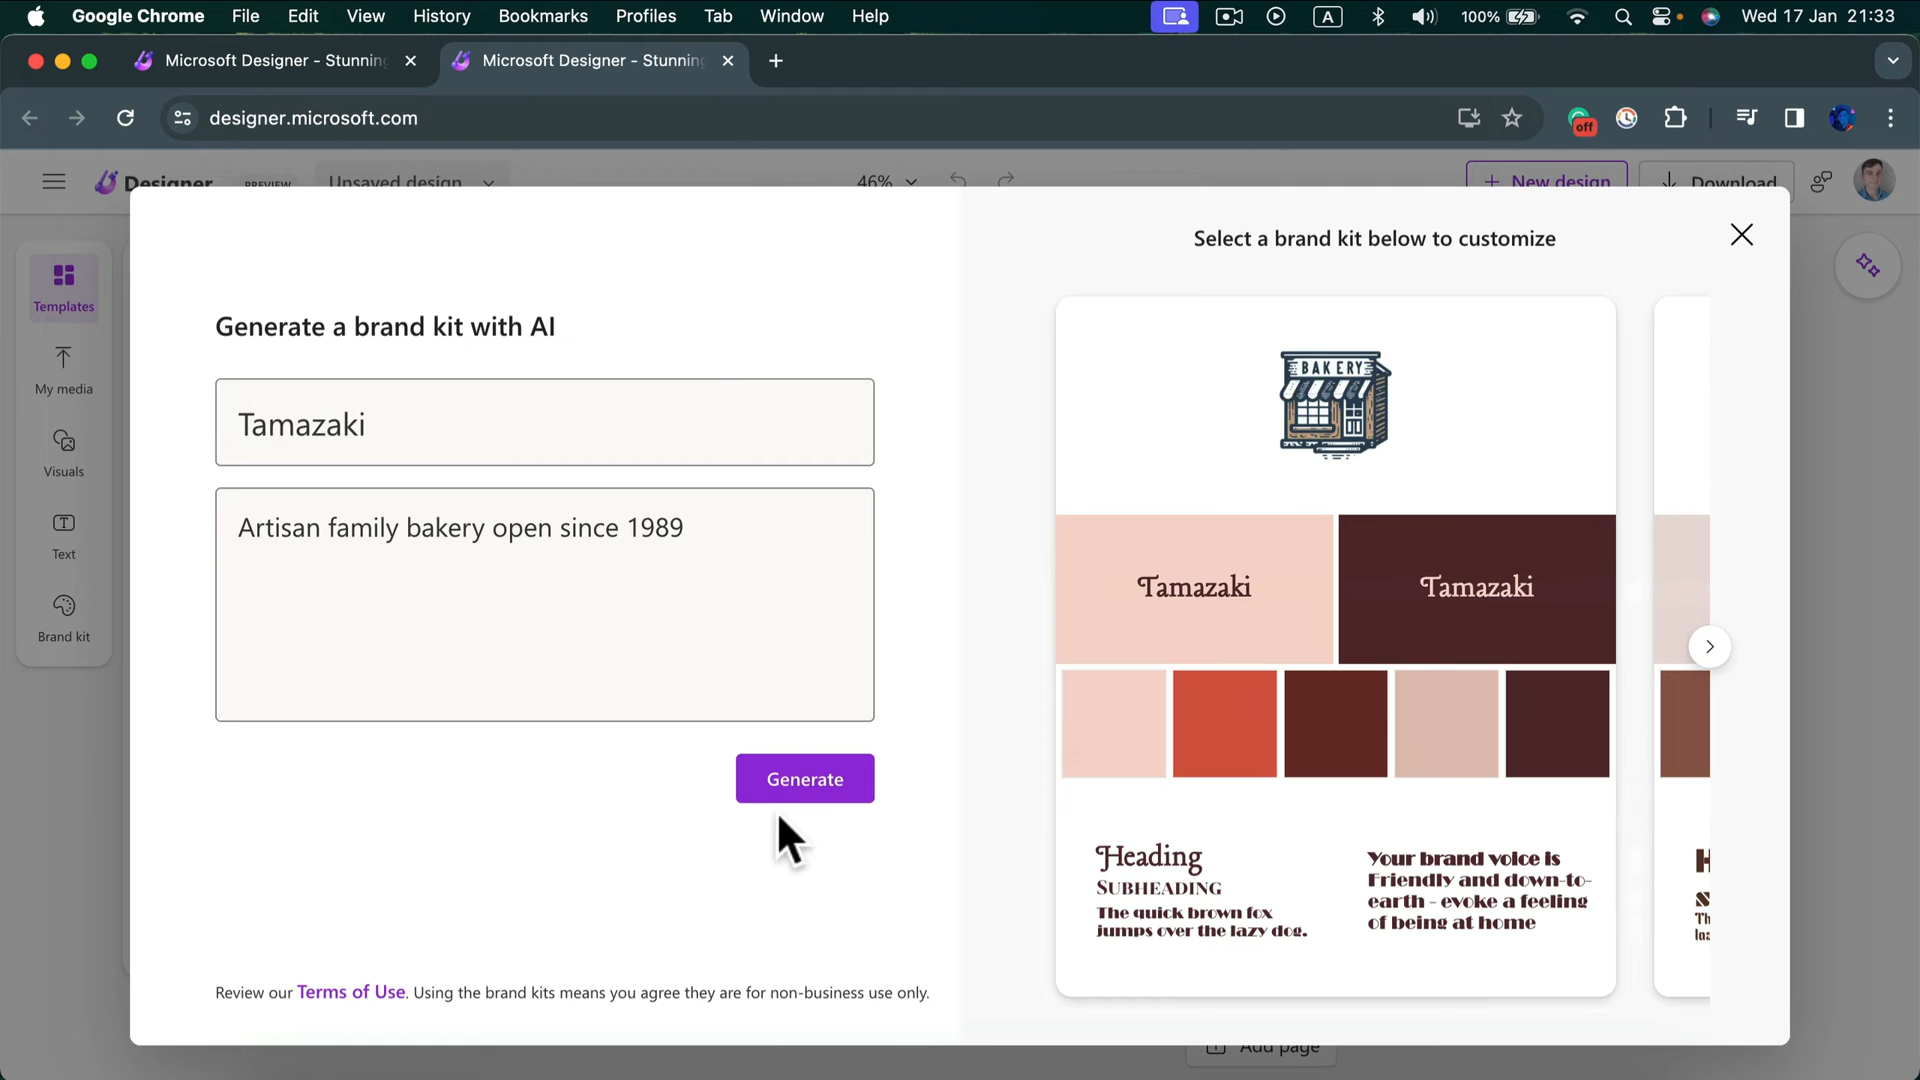 Google Chrome File Edit View History Bookmarks Profiles Tab Window Help A 100% Wed 17 Jan 21:33
Microsoft Designer - Stunning Microsoft Designer - Stunning
designer.microsoft.com off
Designer PREVIEW Unsaved design 46% New design Download
Templates
My media
Visuals
Text
Brand kit
Generate a brand kit with AI
Tamazaki
Artisan family bakery open since 1989
Generate
Review our Terms of Use. Using the brand kits means you agree they are for non-business use only.
Select a brand kit below to customize
BAKERY
Tamazaki Tamazaki
Heading
SUBHEADING
The quick brown fox
jumps over the lazy dog.
Your brand voice is
Friendly and down-to-
earth - evoke a feeling
of being at home
Add page